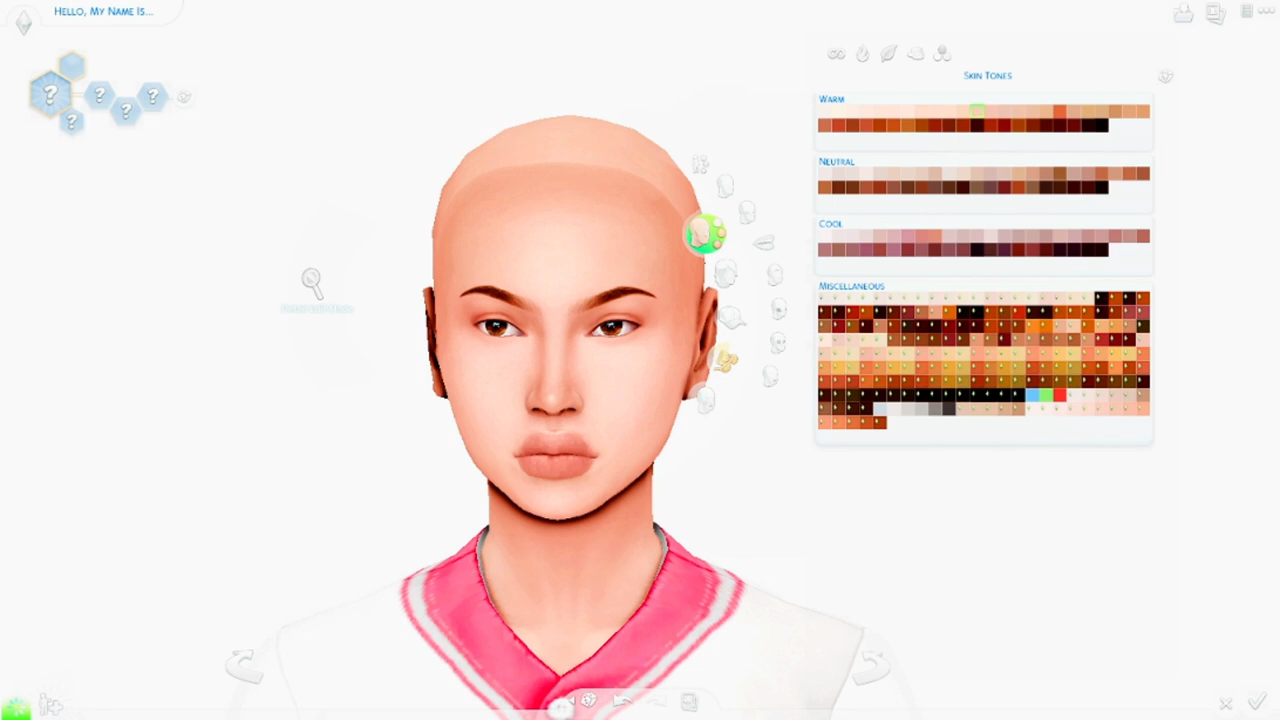 Hello, My Name Is...
Skin Tones
Warm
Neutral
Cool
Miscellaneous